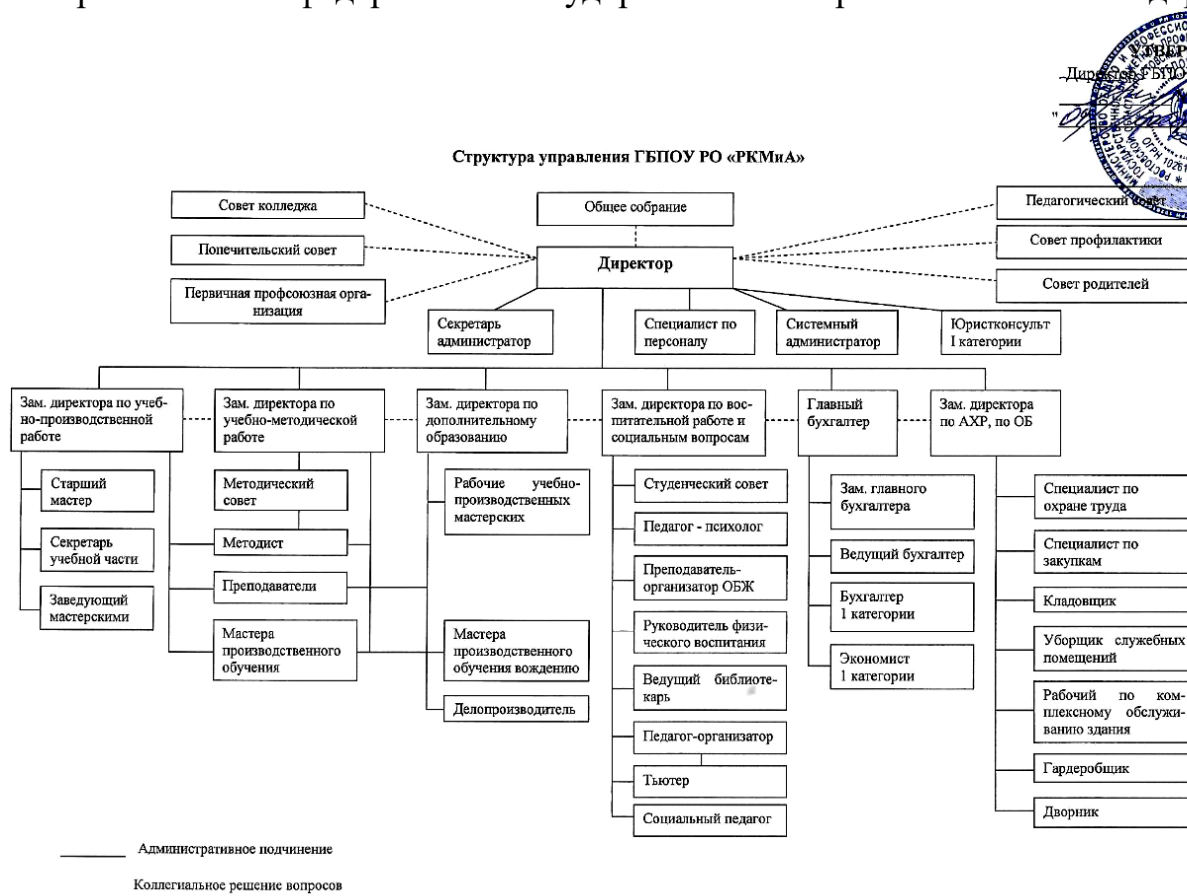 Структура управления ГБПОУ РО «РКМиА»
Совет колледжа
Общее собрание
Педагогический совет
Попечительский совет
Директор
Совет профилактики
Первичная профсоюзная орга-
низация
Совет родителей
Секретарь
администратор
Специалист по
персоналу
Системный
администратор
Юристконсульт
I категории
Зам. директора по учеб-
но-производственной
работе
Зам. директора по
учебно-методической
работе
Зам. директора по
дополнительному
образованию
Зам. директора по вос-
питательной работе и
социальным вопросам
Главный
бухгалтер
Зам. директора
по АХР, по ОБ
Старший
мастер
Секретарь
учебной части
Заведующий
мастерскими
Методический
совет
Методист
Преподаватели
Мастера
производственного
обучения
Рабочие учебно-
производственных
мастерских
Мастера
производственного
обучения вождению
Делопроизводитель
Студенческий совет
Педагог - психолог
Преподаватель-
организатор ОБЖ
Руководитель физи-
ческого воспитания
Ведущий библиоте-
карь
Педагог-организатор
Тьютер
Социальный педагог
Зам. главного
бухгалтера
Ведущий бухгалтер
Бухгалтер
1 категории
Экономист
1 категории
Специалист по
охране труда
Специалист по
закупкам
Кладовщик
Уборщик служебных
помещений
Рабочий по ком-
плексному обслужи-
ванию здания
Гардеробщик
Дворник
Административное подчинение
Коллегиальное решение вопросов